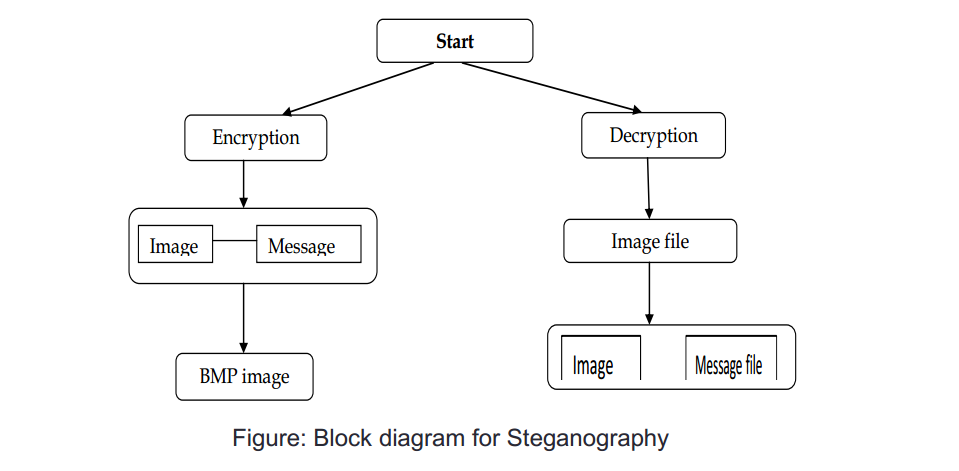 Start
Encryption
Decryption
Image Message
Image file
BMP image
Image Message file
Figure: Block diagram for Steganography